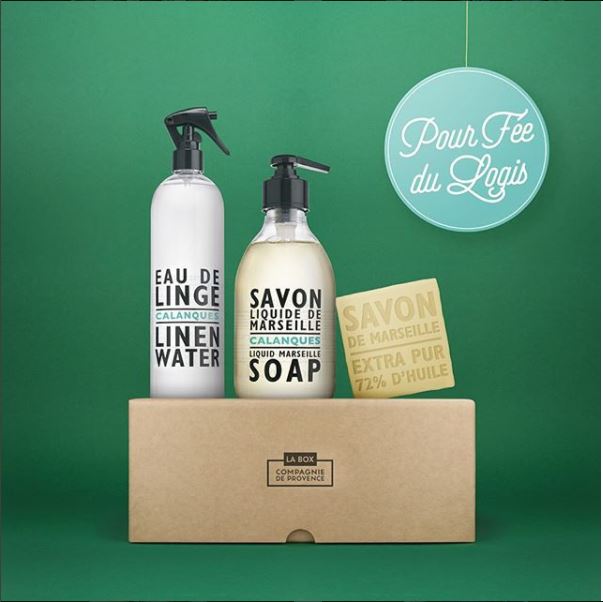 Pour Fée
du Logis
EAU DE
LINGE
CALANQUES
LINEN
WATER
SAVON
LIQUIDE DE
MARSEILLE
CALANQUES
LIQUID MARSEILLE
SOAP
SAVON
DE MARSEILLE
EXTRA PUR
72% D'HUILE
LA BOX
COMPAGNIE
DE PROVENCE